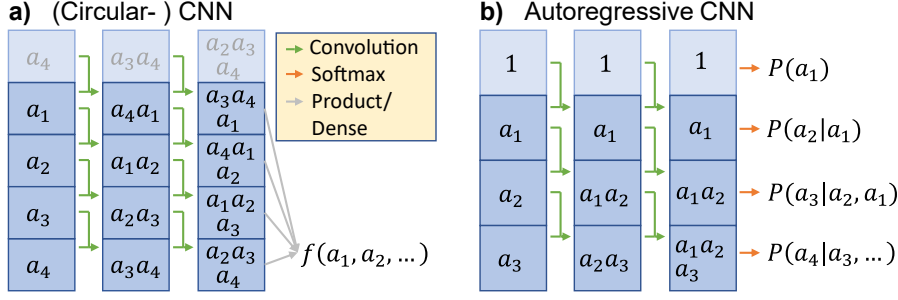 a) (Circular- ) CNN
a₄
a₃a₄
a₂a₃
a₄
a₁
a₄a₁
a₃a₄
a₁
a₂
a₁a₂
a₄a₁
a₂
a₃
a₂a₃
a₁a₂
a₃
a₄
a₃a₄
a₂a₃
a₄
Convolution
Softmax
Product/
Dense
f(a₁, a₂, …)
b) Autoregressive CNN
1
1
1
P(a₁)
a₁
a₁
a₁
P(a₂|a₁)
a₂
a₁a₂
a₁a₂
P(a₃|a₂, a₁)
a₃
a₂a₃
a₁a₂
a₃
P(a₄|a₃, …)